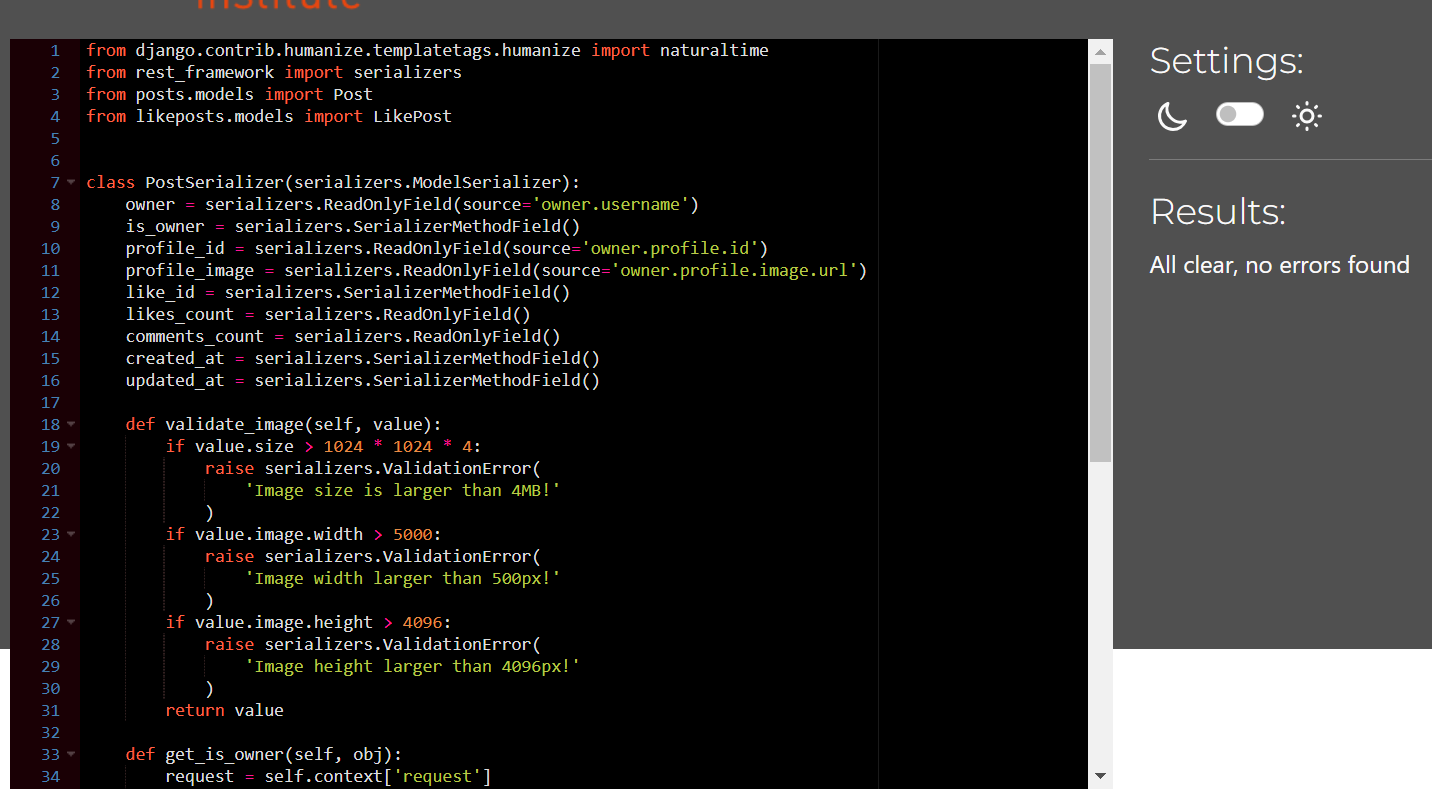 Institute
1 from django.contrib.humanize.templatetags.humanize import naturaltime
2 from rest_framework import serializers
3 from posts.models import Post
4 from likeposts.models import LikePost
5
6
7 class PostSerializer(serializers.ModelSerializer):
8     owner = serializers.ReadOnlyField(source='owner.username')
9     is_owner = serializers.SerializerMethodField()
10     profile_id = serializers.ReadOnlyField(source='owner.profile.id')
11     profile_image = serializers.ReadOnlyField(source='owner.profile.image.url')
12     like_id = serializers.SerializerMethodField()
13     likes_count = serializers.ReadOnlyField()
14     comments_count = serializers.ReadOnlyField()
15     created_at = serializers.SerializerMethodField()
16     updated_at = serializers.SerializerMethodField()
17
18     def validate_image(self, value):
19         if value.size > 1024 * 1024 * 4:
20             raise serializers.ValidationError(
21                 'Image size is larger than 4MB!'
22             )
23         if value.image.width > 5000:
24             raise serializers.ValidationError(
25                 'Image width larger than 500px!'
26             )
27         if value.image.height > 4096:
28             raise serializers.ValidationError(
29                 'Image height larger than 4096px!'
30             )
31         return value
32
33     def get_is_owner(self, obj):
34         request = self.context['request']
Settings:
Results:
All clear, no errors found